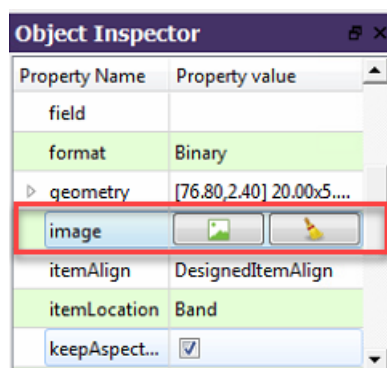 Object Inspector
Property Name Property value
field
format Binary
geometry [76.80,2.40] 20.00x5....
image
itemAlign DesignedItemAlign
itemLocation Band
keepAspect...